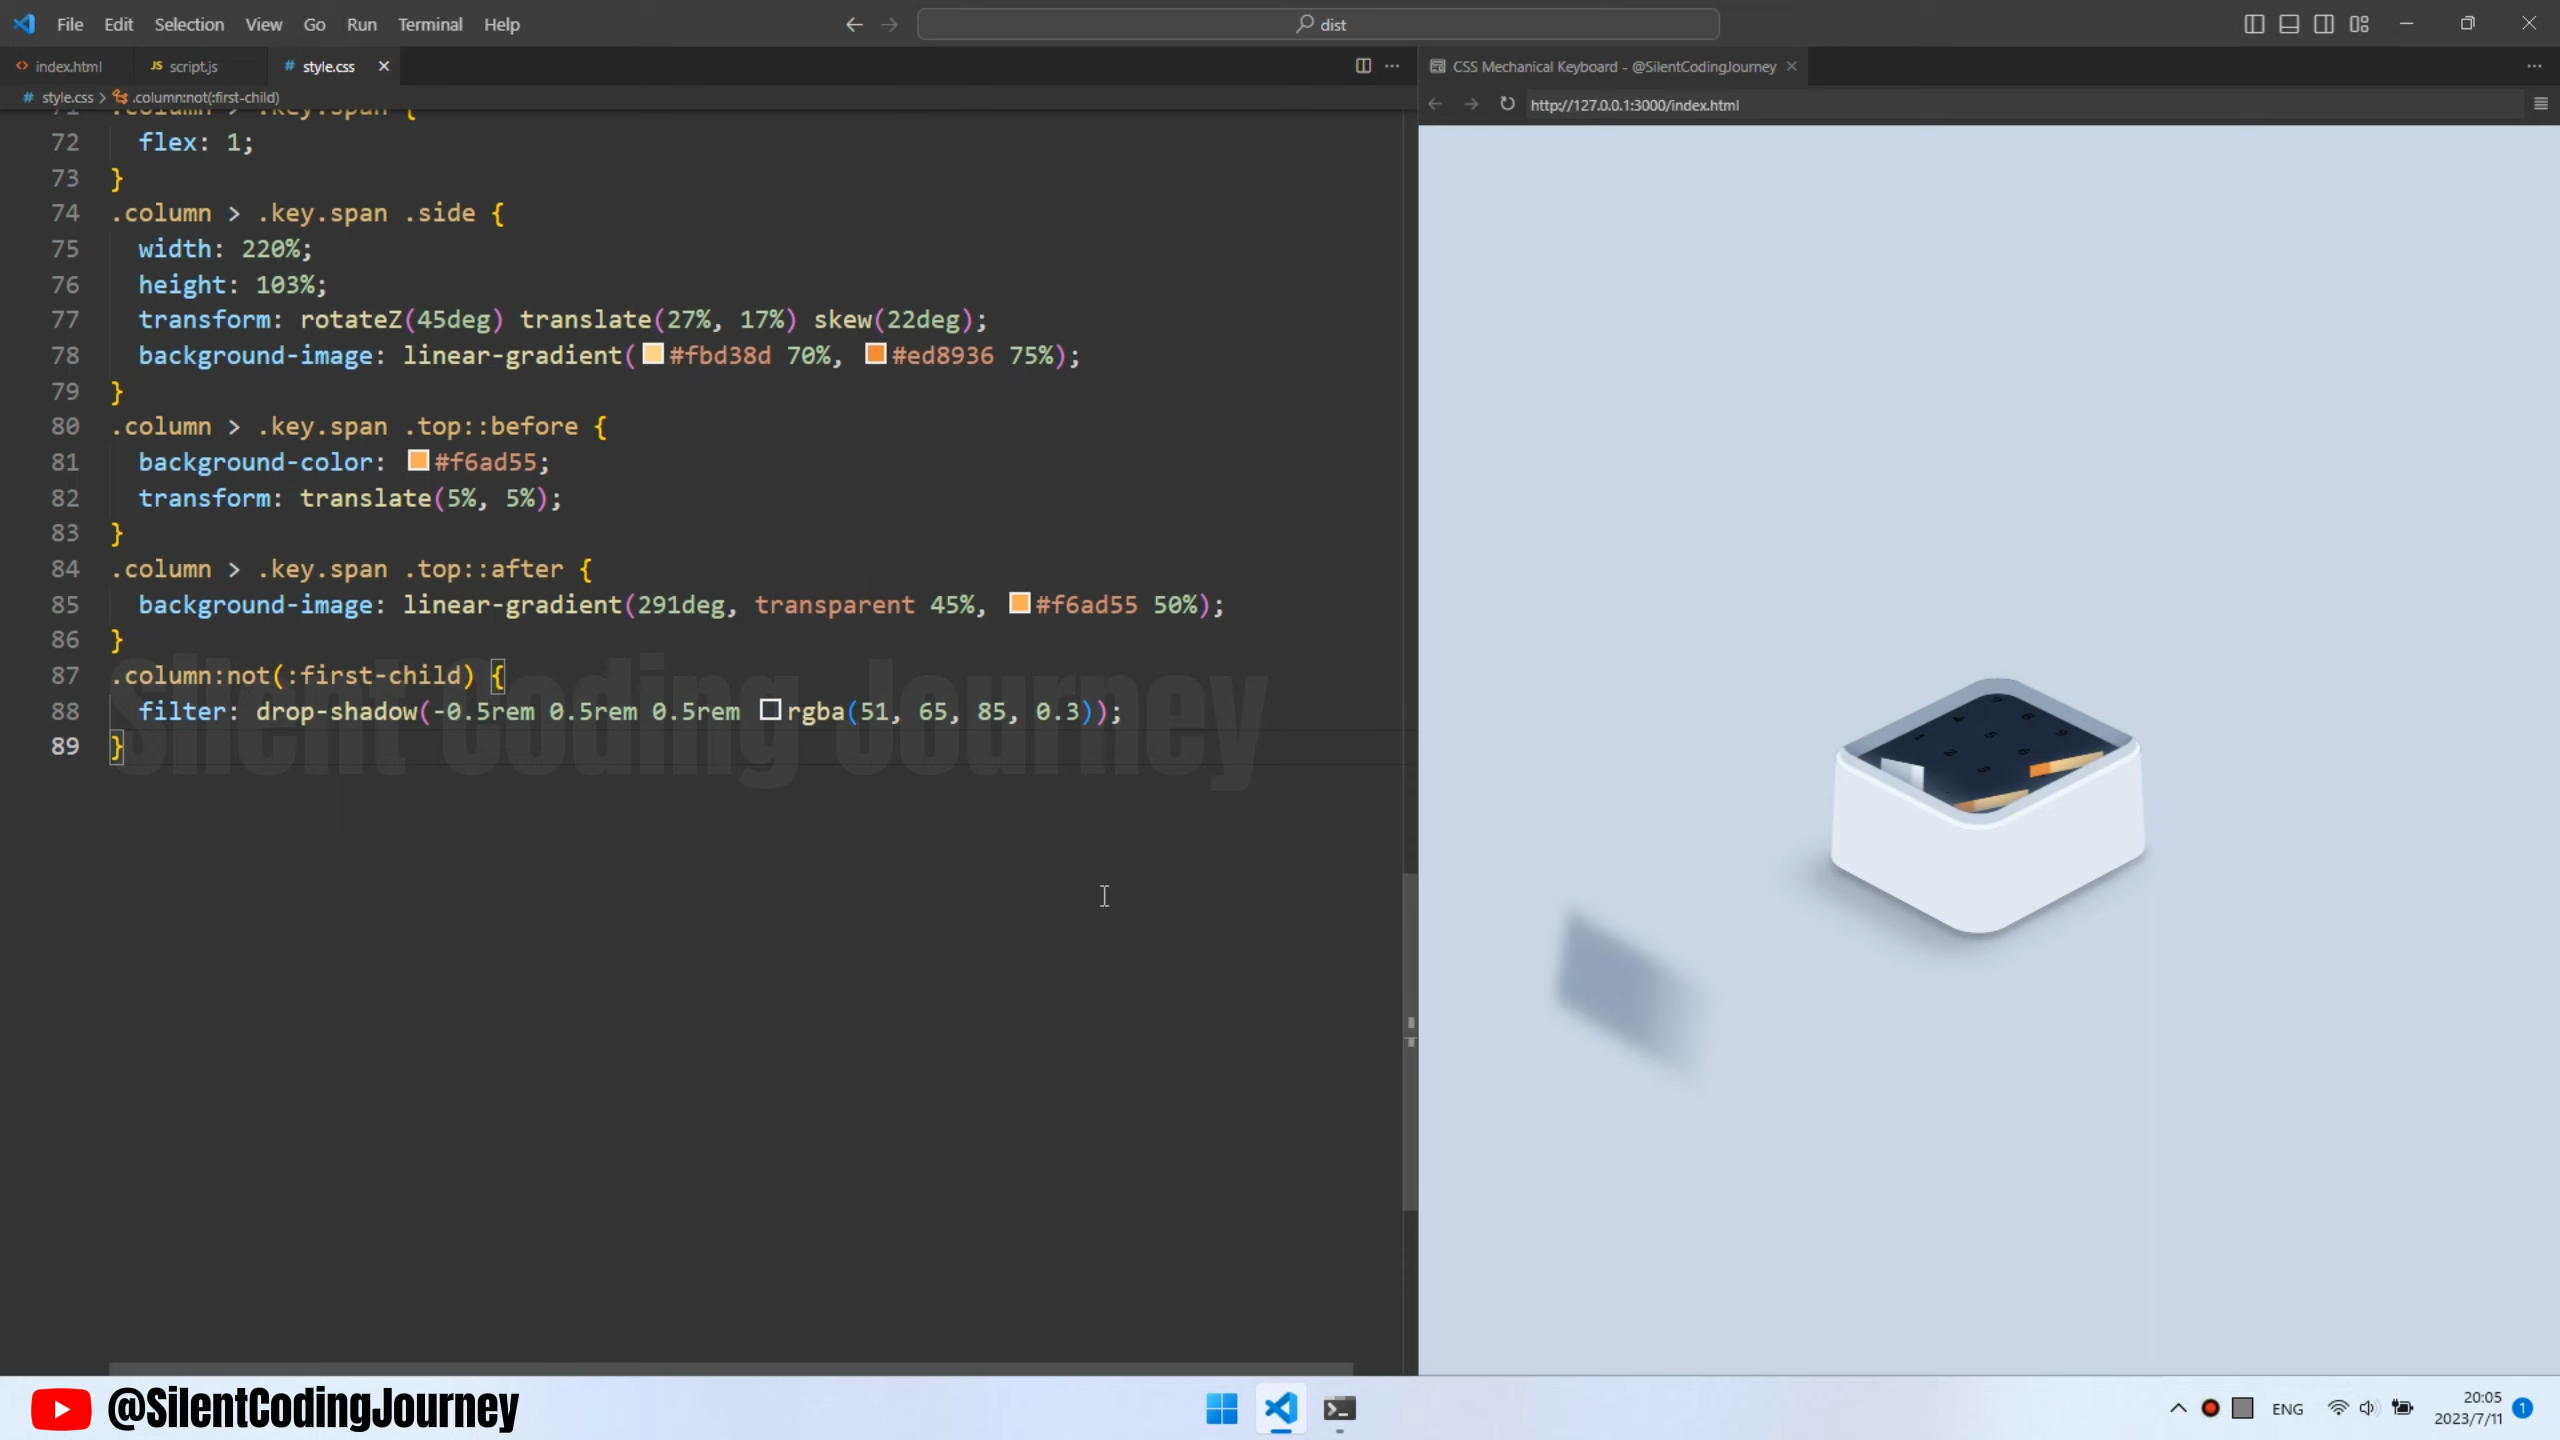 File Edit Selection View Go Run Terminal Help
dist
index.html
JS script.js
# style.css
CSS Mechanical Keyboard - @SilentCodingJourney
# style.css > .column:not(:first-child)
http://127.0.0.1:3000/index.html
71 .column > .key.span {
72 flex: 1;
73 }
74 .column > .key.span .side {
75 width: 220%;
76 height: 103%;
77 transform: rotateZ(45deg) translate(27%, 17%) skew(22deg);
78 background-image: linear-gradient(#fbd38d 70%, #ed8936 75%);
79 }
80 .column > .key.span .top::before {
81 background-color: #f6ad55;
82 transform: translate(5%, 5%);
83 }
84 .column > .key.span .top::after {
85 background-image: linear-gradient(291deg, transparent 45%, #f6ad55 50%);
86 }
87 .column:not(:first-child) {
88 filter: drop-shadow(-0.5rem 0.5rem 0.5rem rgba(51, 65, 85, 0.3));
89 }
Silent Coding Journey
@SilentCodingJourney
ENG
20:05
2023/7/11
1